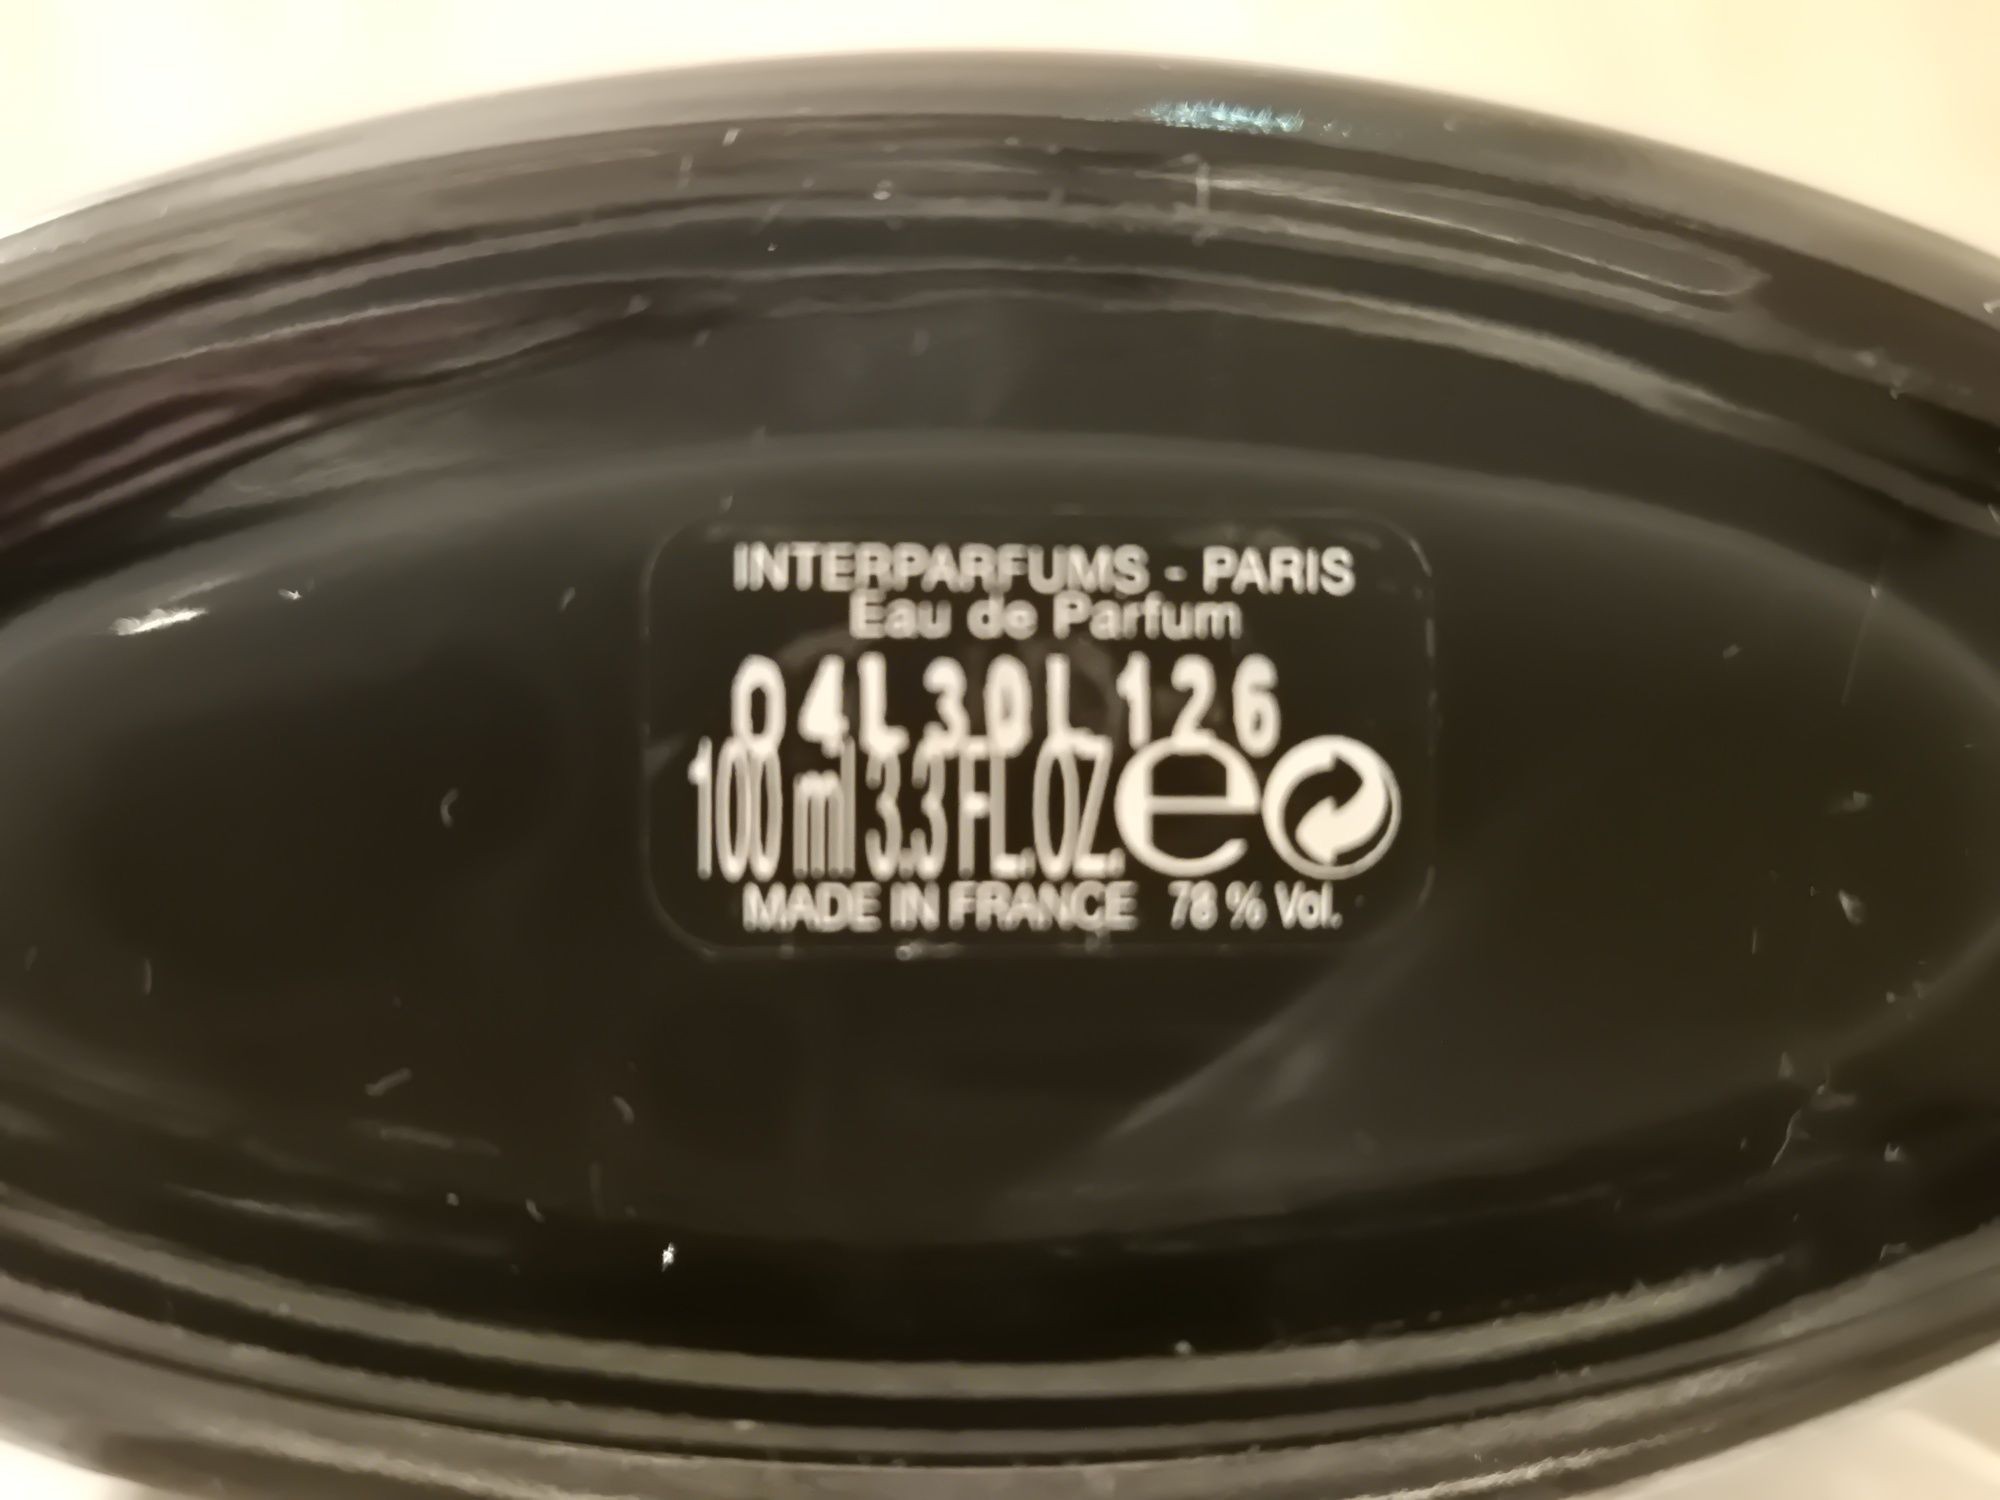 INTERPARFUMS - PARIS
Eau de Parfum
04L30L126
100 ml 3.3 FL.OZ. e
MADE IN FRANCE 78 % Vol.